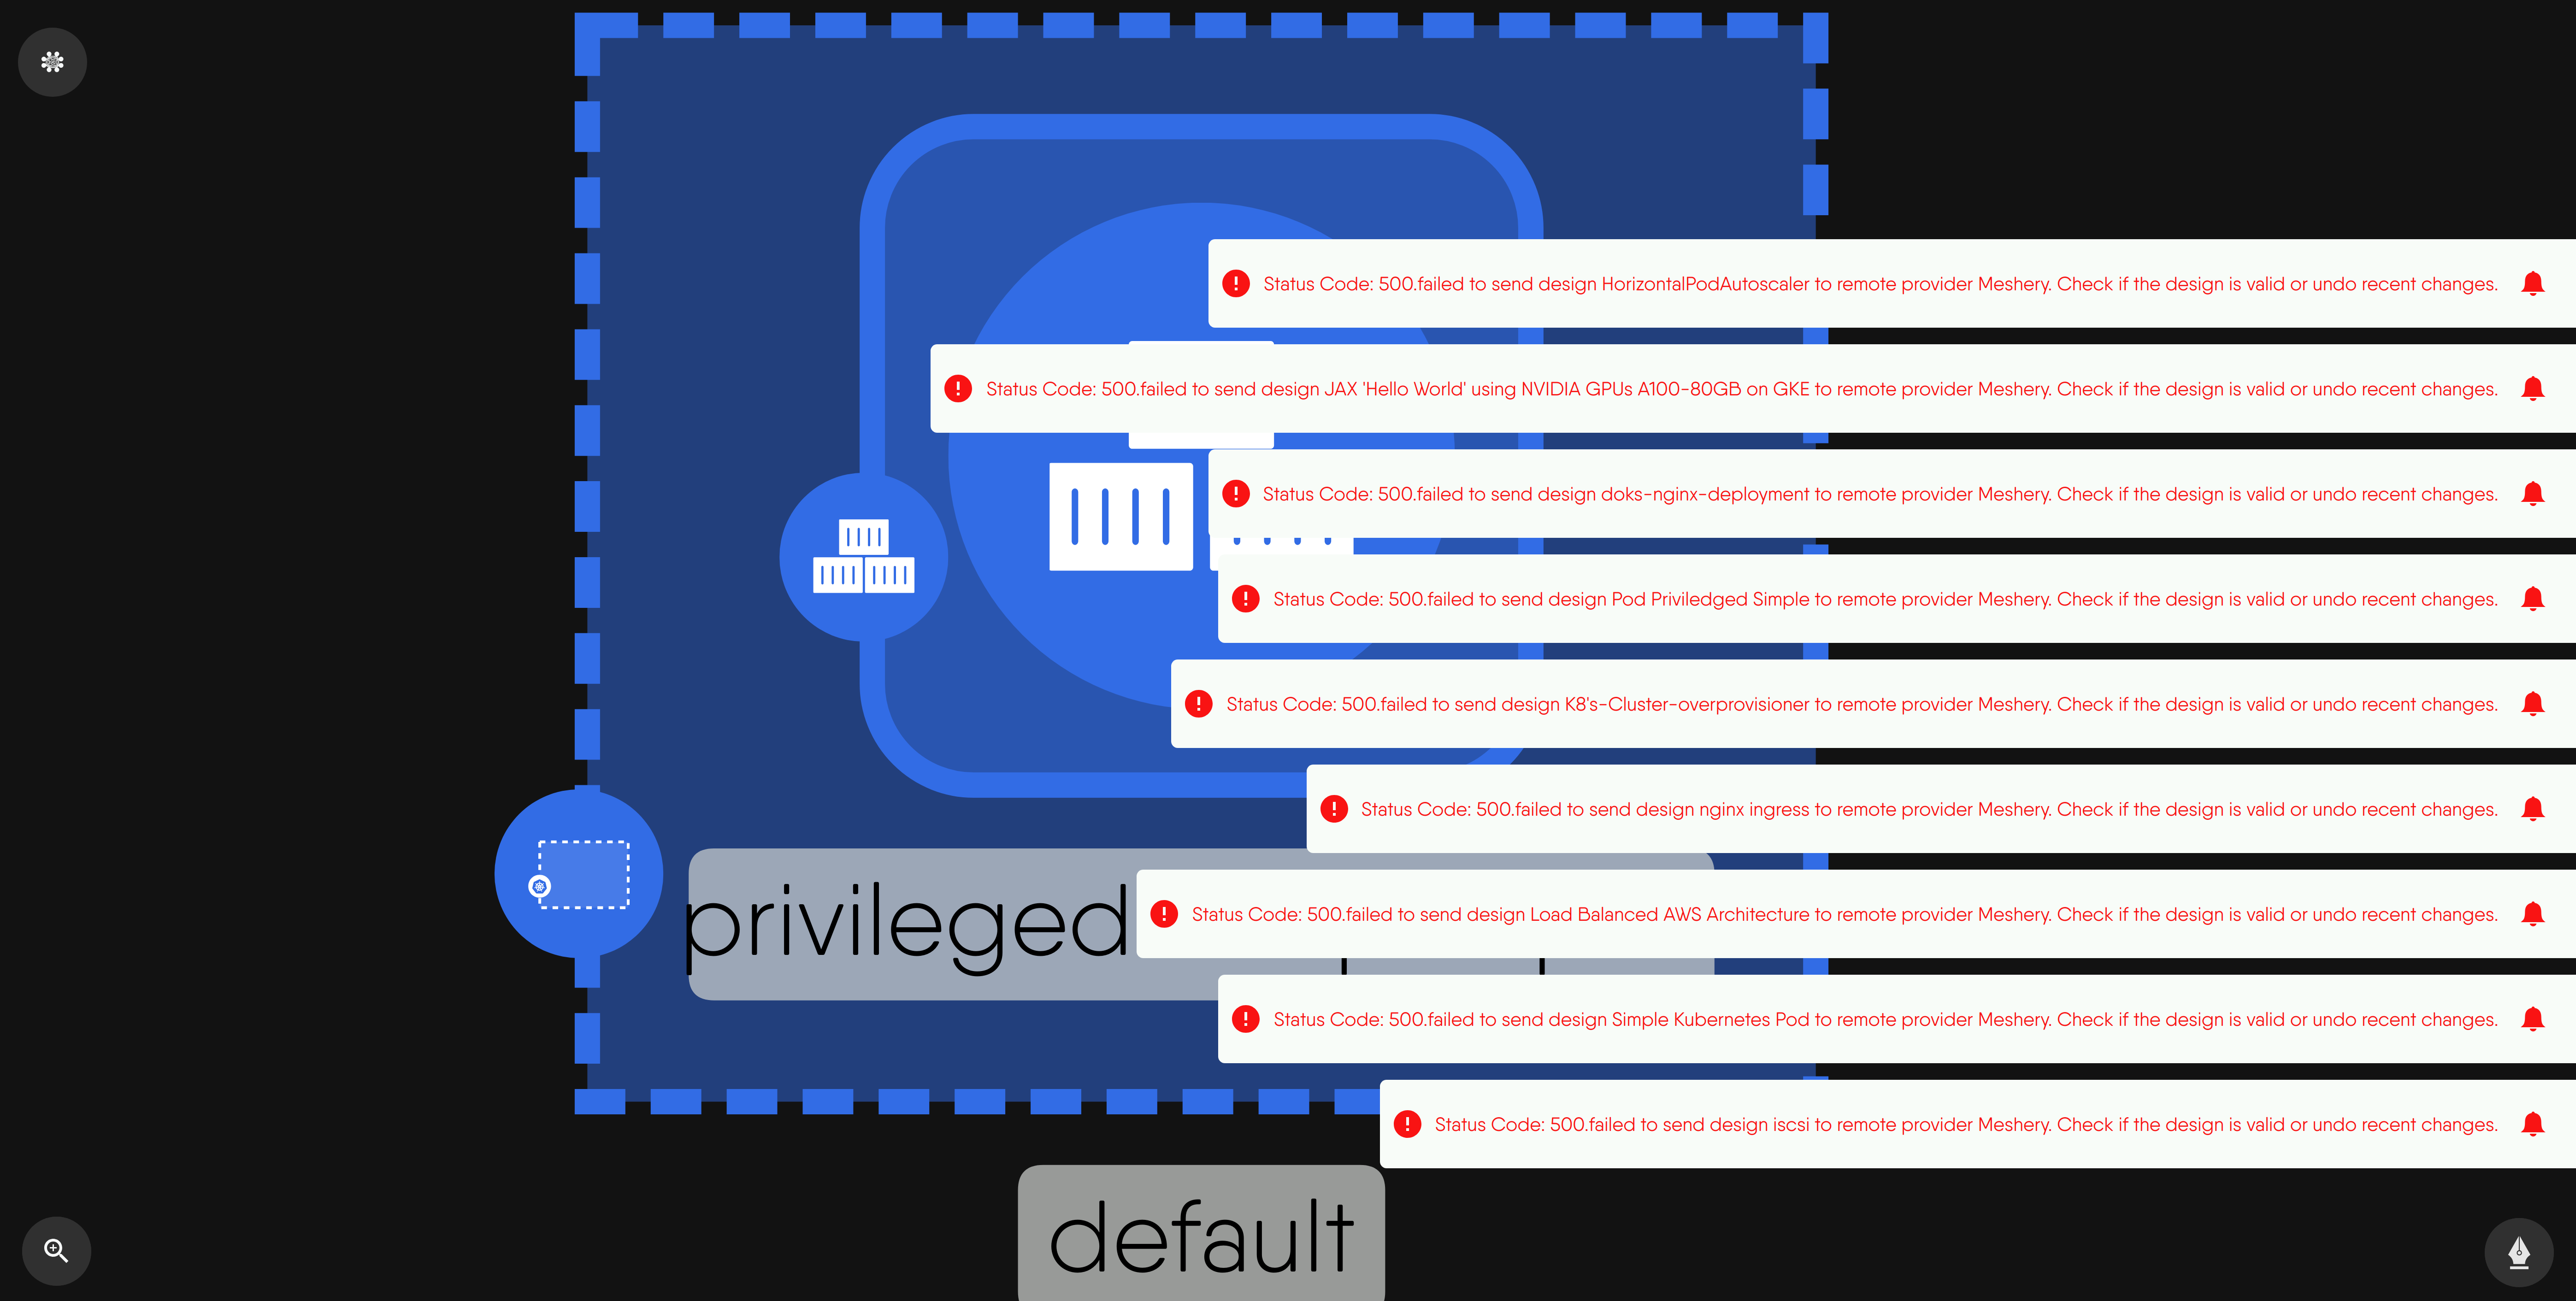 Status Code: 500.failed to send design HorizontalPodAutoscaler to remote provider Meshery. Check if the design is valid or undo recent changes.
Status Code: 500.failed to send design JAX 'Hello World' using NVIDIA GPUs A100-80GB on GKE to remote provider Meshery. Check if the design is valid or undo recent changes.
Status Code: 500.failed to send design doks-nginx-deployment to remote provider Meshery. Check if the design is valid or undo recent changes.
Status Code: 500.failed to send design Pod Priviledged Simple to remote provider Meshery. Check if the design is valid or undo recent changes.
Status Code: 500.failed to send design K8's-Cluster-overprovisioner to remote provider Meshery. Check if the design is valid or undo recent changes.
Status Code: 500.failed to send design nginx ingress to remote provider Meshery. Check if the design is valid or undo recent changes.
privileged
Status Code: 500.failed to send design Load Balanced AWS Architecture to remote provider Meshery. Check if the design is valid or undo recent changes.
Status Code: 500.failed to send design Simple Kubernetes Pod to remote provider Meshery. Check if the design is valid or undo recent changes.
Status Code: 500.failed to send design iscsi to remote provider Meshery. Check if the design is valid or undo recent changes.
default